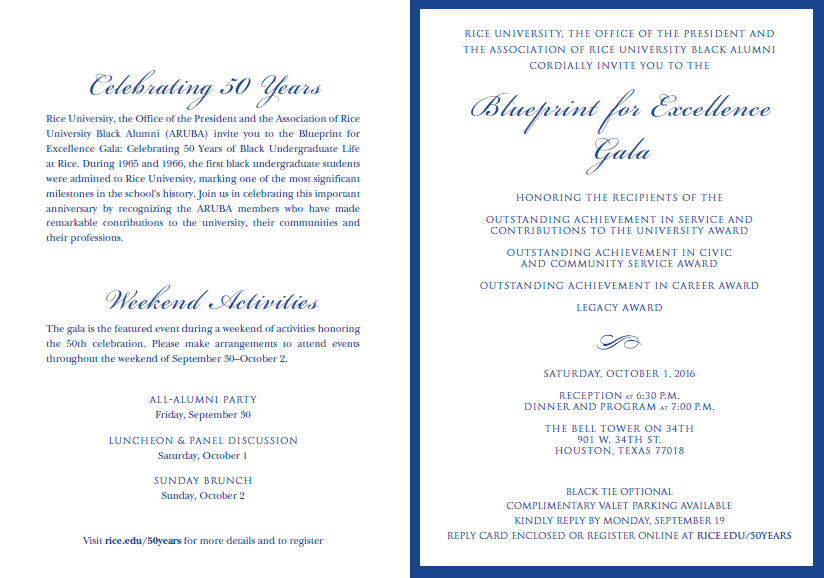 Celebrating 50 Years
Rice University, the Office of the President and the Association of Rice
University Black Alumni (ARUBA) invite you to the Blueprint for
Excellence Gala: Celebrating 50 Years of Black Undergraduate Life
at Rice. During 1965 and 1966, the first black undergraduate students
were admitted to Rice University, marking one of the most significant
milestones in the school's history. Join us in celebrating this important
anniversary by recognizing the ARUBA members who have made
remarkable contributions to the university, their communities and
their professions.
Weekend Activities
The gala is the featured event during a weekend of activities honoring
the 50th celebration. Please make arrangements to attend events
throughout the weekend of September 30–October 2.
ALL-ALUMNI PARTY
Friday, September 30
LUNCHEON & PANEL DISCUSSION
Saturday, October 1
SUNDAY BRUNCH
Sunday, October 2
Visit rice.edu/50years for more details and to register
RICE UNIVERSITY, THE OFFICE OF THE PRESIDENT AND
THE ASSOCIATION OF RICE UNIVERSITY BLACK ALUMNI
CORDIALLY INVITE YOU TO THE
Blueprint for Excellence
Gala
HONORING THE RECIPIENTS OF THE
OUTSTANDING ACHIEVEMENT IN SERVICE AND
CONTRIBUTIONS TO THE UNIVERSITY AWARD
OUTSTANDING ACHIEVEMENT IN CIVIC
AND COMMUNITY SERVICE AWARD
OUTSTANDING ACHIEVEMENT IN CAREER AWARD
LEGACY AWARD
SATURDAY, OCTOBER 1, 2016
RECEPTION AT 6:30 P.M.
DINNER AND PROGRAM AT 7:00 P.M.
THE BELL TOWER ON 34TH
901 W. 34TH ST.
HOUSTON, TEXAS 77018
BLACK TIE OPTIONAL
COMPLIMENTARY VALET PARKING AVAILABLE
KINDLY REPLY BY MONDAY, SEPTEMBER 19
REPLY CARD ENCLOSED OR REGISTER ONLINE AT RICE.EDU/50YEARS